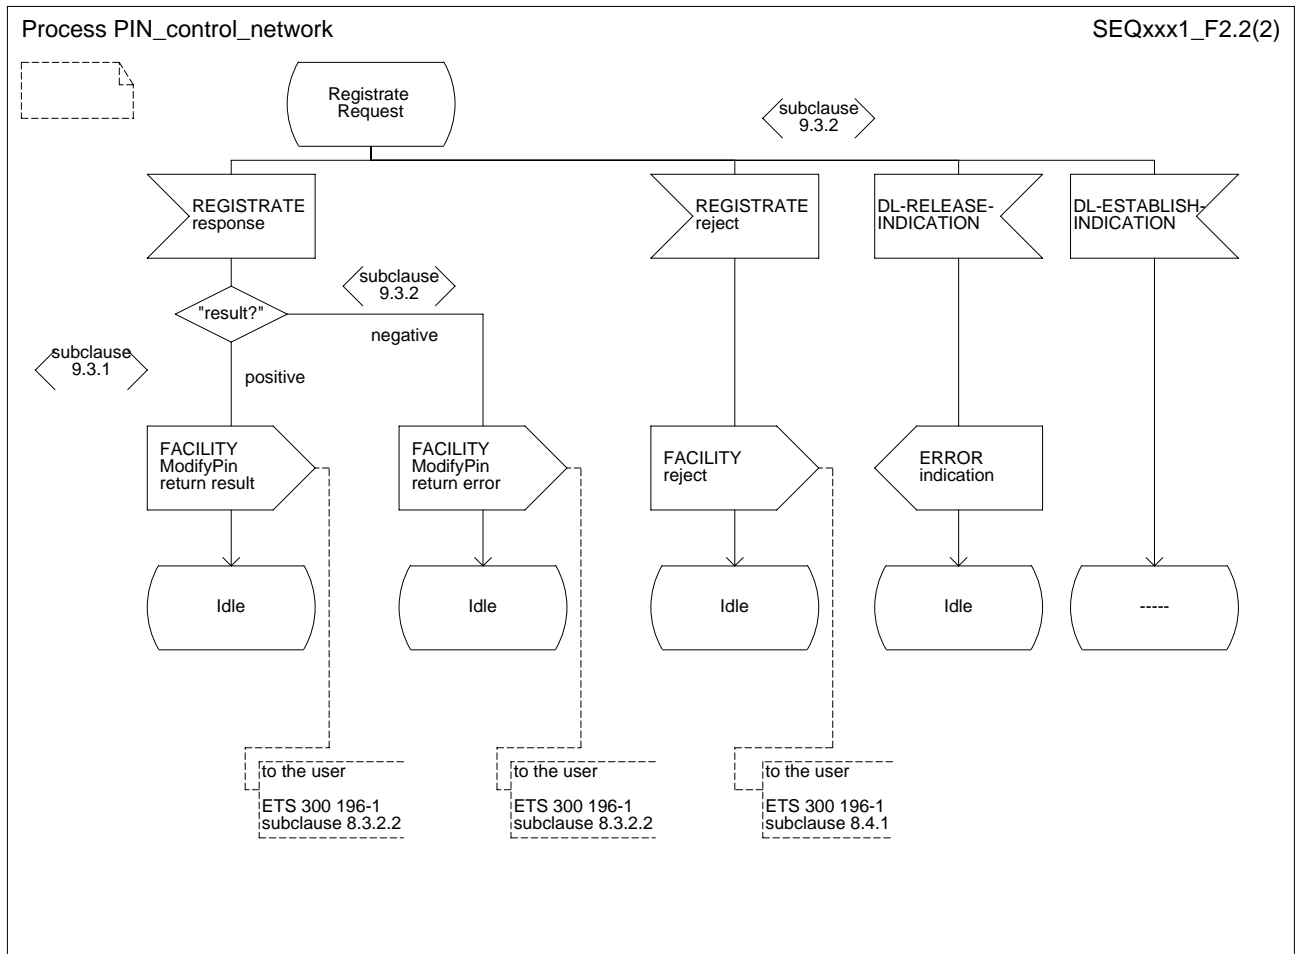 Process PIN_control_network
SEQxxx1_F2.2(2)
Registrate
Request
subclause
9.3.2
REGISTRATE
response
REGISTRATE
reject
DL-RELEASE-
INDICATION
DL-ESTABLISH-
INDICATION
subclause
9.3.2
"result?"
negative
subclause
9.3.1
positive
FACILITY
ModifyPin
return result
FACILITY
ModifyPin
return error
FACILITY
reject
ERROR
indication
Idle
Idle
Idle
Idle
-----
to the user
ETS 300 196-1
subclause 8.3.2.2
to the user
ETS 300 196-1
subclause 8.3.2.2
to the user
ETS 300 196-1
subclause 8.4.1